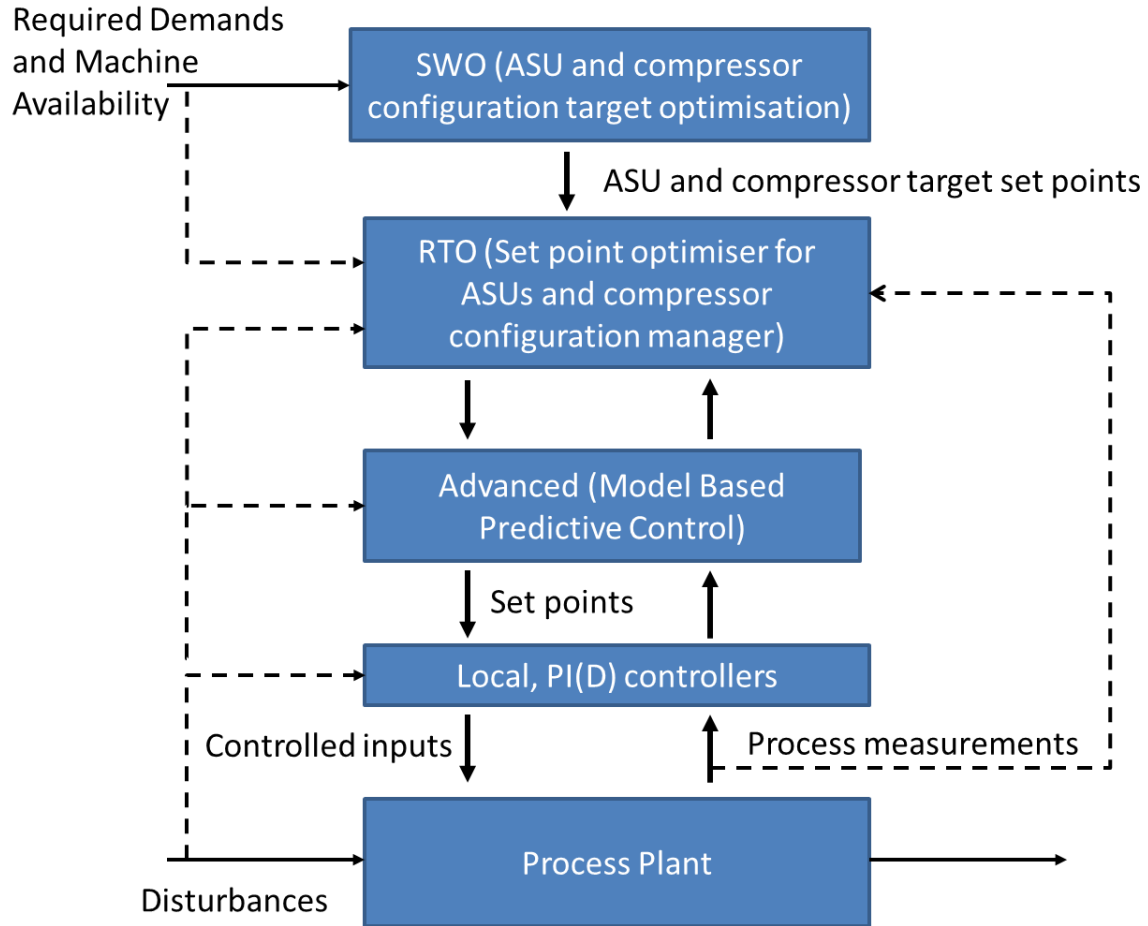 Required Demands
and Machine
Availability
SWO (ASU and compressor
configuration target optimisation)
ASU and compressor target set points
RTO (Set point optimiser for
ASUs and compressor
configuration manager)
Advanced (Model Based
Predictive Control)
Set points
Local, PI(D) controllers
Controlled inputs
Process measurements
Process Plant
Disturbances